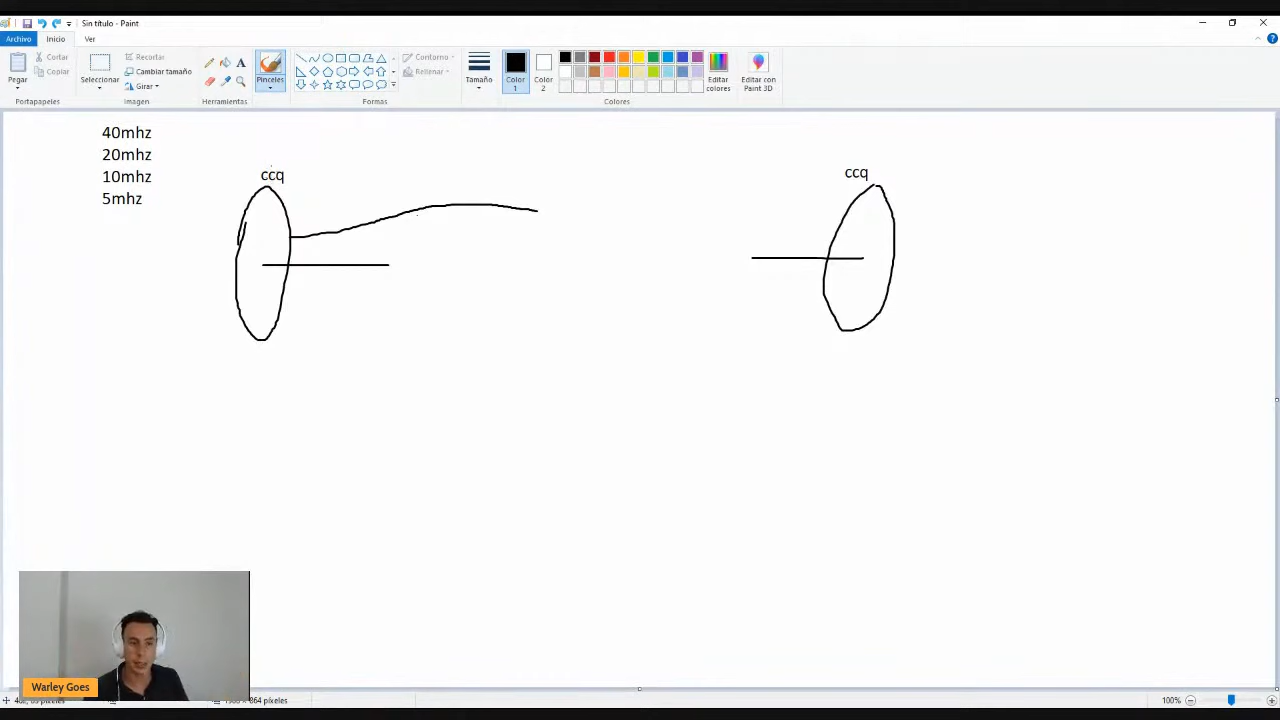 Sin título - Paint
Archivo
Inicio
Ver
Pegar
Cortar
Copiar
Portapapeles
Seleccionar
Recortar
Cambiar tamaño
Girar
Imagen
A
Herramientas
Pinceles
Contorno
Rellenar
Formas
Tamaño
Color
1
Color
2
Editar
colores
Editar con
Paint 3D
Colores
40mhz
20mhz
10mhz
5mhz
ccq
ccq
Warley Goes
píxeles
100%